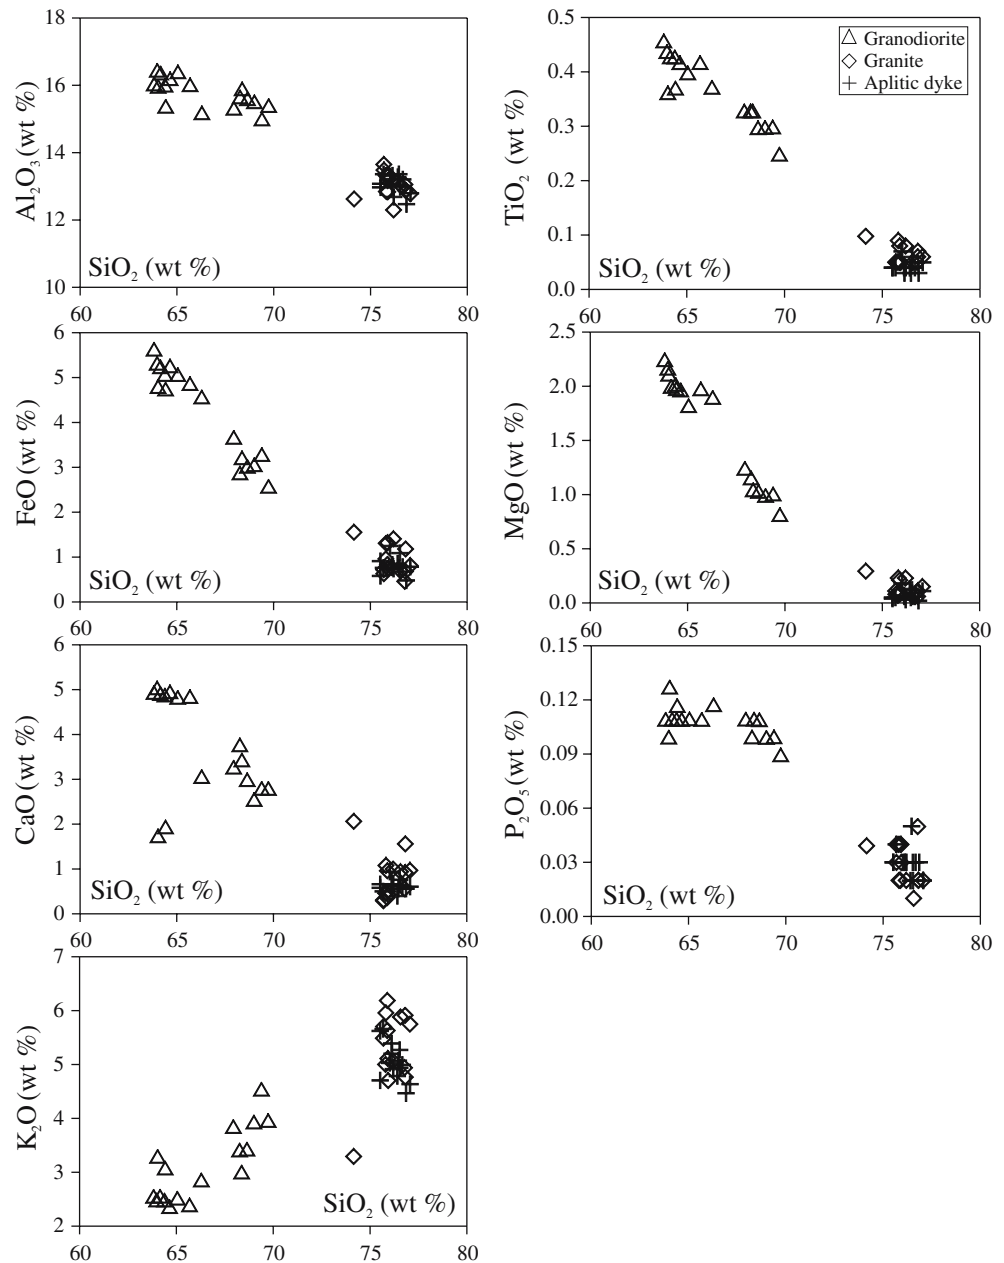 18
16
14
12
10
Al₂O₃ (wt %)
SiO₂ (wt %)
60 65 70 75 80
0.5
0.4
0.3
0.2
0.1
0.0
TiO₂ (wt %)
Granodiorite
Granite
Aplitic dyke
SiO₂ (wt %)
60 65 70 75 80
6
5
4
3
2
1
0
FeO (wt %)
SiO₂ (wt %)
60 65 70 75 80
2.5
2.0
1.5
1.0
0.5
0.0
MgO (wt %)
SiO₂ (wt %)
60 65 70 75 80
6
5
4
3
2
1
0
CaO (wt %)
SiO₂ (wt %)
60 65 70 75 80
0.15
0.12
0.09
0.06
0.03
0.00
P₂O₅ (wt %)
SiO₂ (wt %)
60 65 70 75 80
7
6
5
4
3
2
K₂O (wt %)
SiO₂ (wt %)
60 65 70 75 80